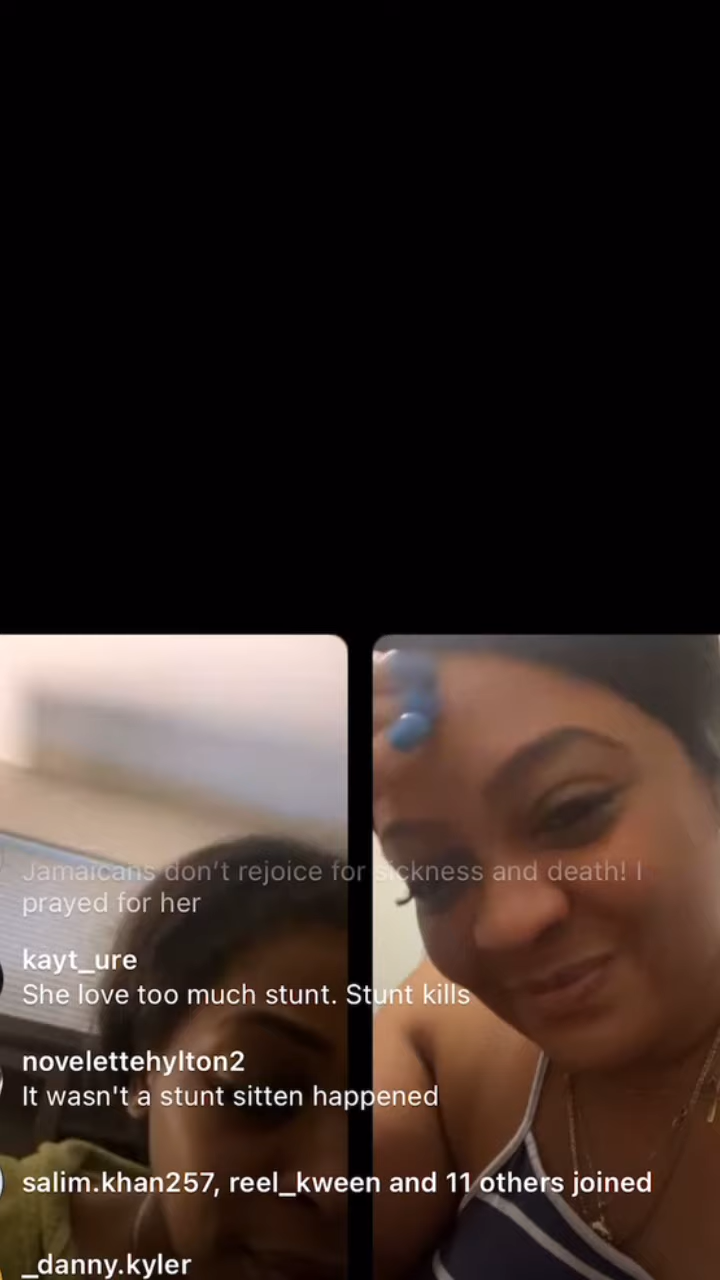 Jamaicans don't rejoice for sickness and death! I
prayed for her
kayt_ure
She love too much stunt. Stunt kills
novelettehylton2
It wasn't a stunt sitten happened
salim.khan257, reel_kween and 11 others joined
_danny.kyler